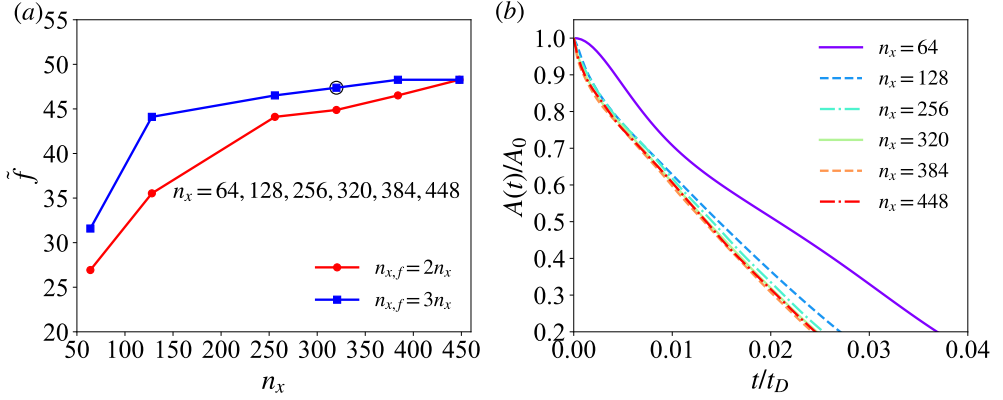 (a)
55
50
45
40
35
30
25
20
f̃
n_x = 64, 128, 256, 320, 384, 448
n_{x,f} = 2n_x
n_{x,f} = 3n_x
50 100 150 200 250 300 350 400 450
n_x
(b)
1.0
0.9
0.8
0.7
0.6
0.5
0.4
0.3
0.2
A(t)/A_0
n_x = 64
n_x = 128
n_x = 256
n_x = 320
n_x = 384
n_x = 448
0.00 0.01 0.02 0.03 0.04
t/t_D